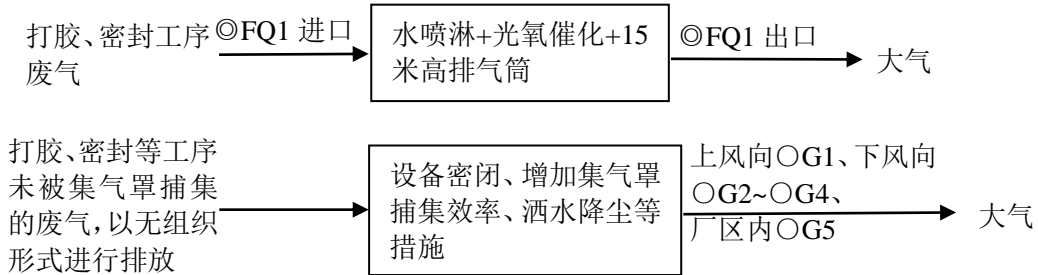 打胶、密封工序
废气
◎FQ1 进口
水喷淋+光氧催化+15
米高排气筒
◎FQ1 出口
大气
打胶、密封等工序
未被集气罩捕集
的废气，以无组织
形式进行排放
设备密闭、增加集气罩
捕集效率、洒水降尘等
措施
上风向○G1、下风向
○G2~○G4、
厂区内○G5
大气